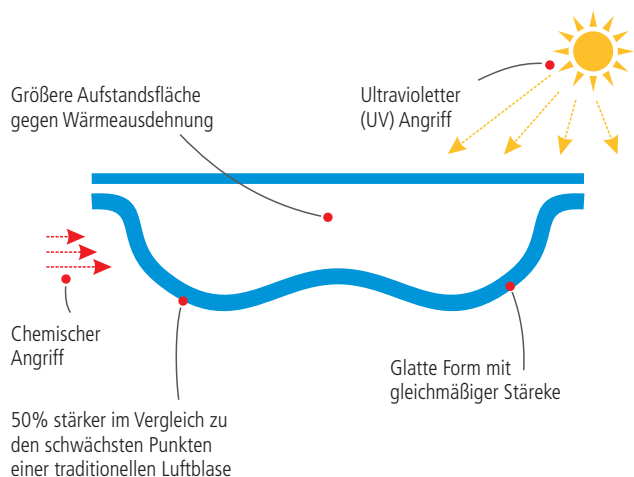 Größere Aufstandsfläche
gegen Wärmeausdehnung
Ultravioletter
(UV) Angriff
Chemischer
Angriff
Glatte Form mit
gleichmäßiger Stäreke
50% stärker im Vergleich zu
den schwächsten Punkten
einer traditionellen Luftblase